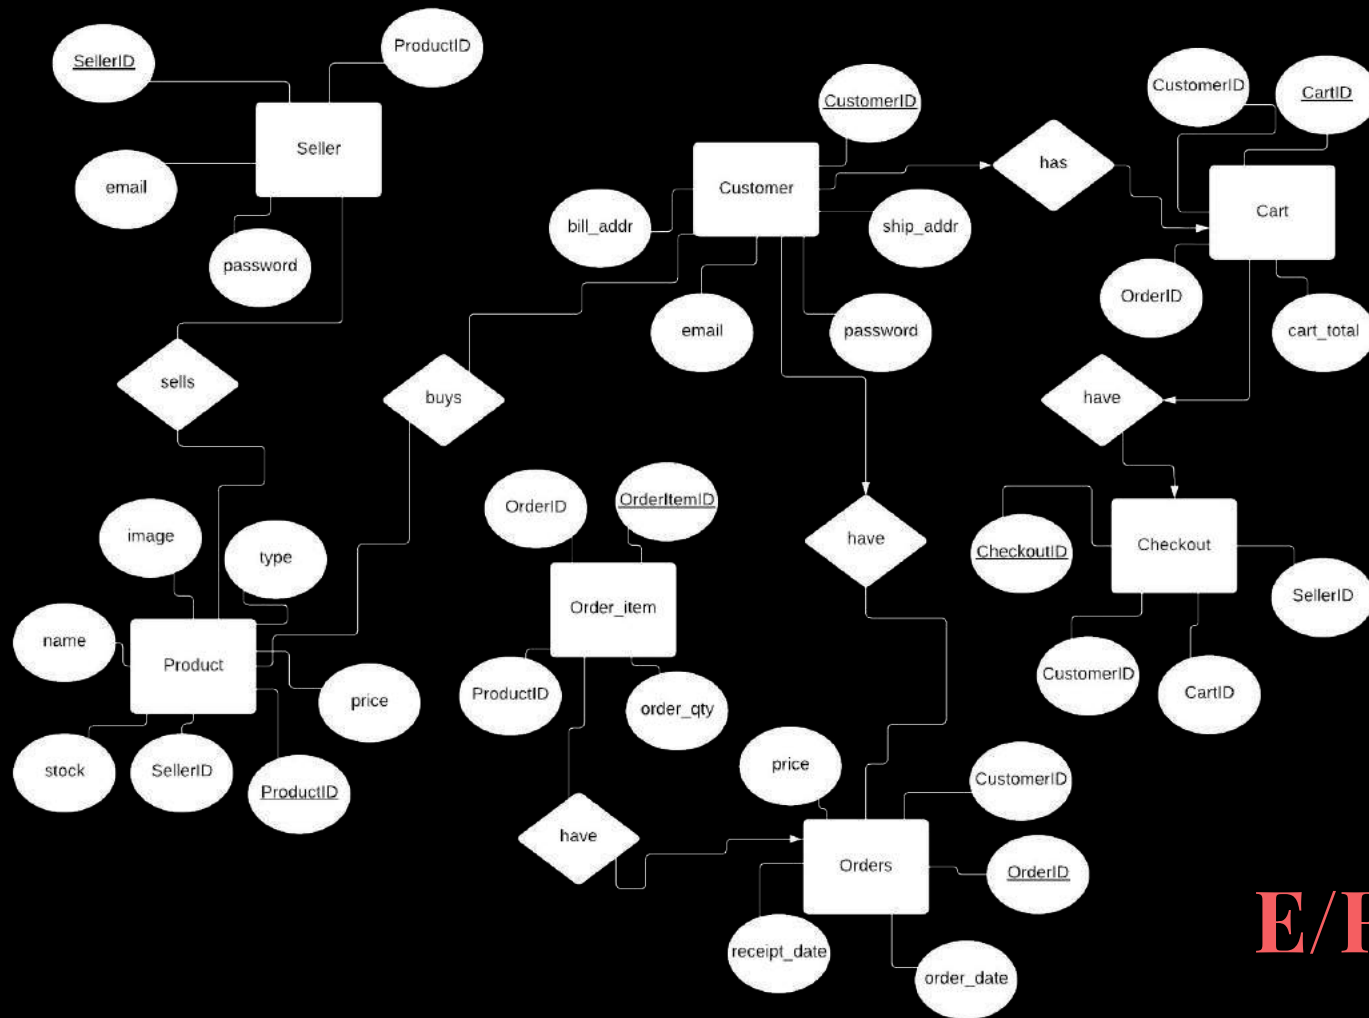 SellerID
ProductID
Seller
email
password
sells
CustomerID
Customer
bill_addr
ship_addr
email
password
has
CustomerID
CartID
Cart
OrderID
cart_total
buys
have
image
type
name
Product
price
stock
SellerID
ProductID
OrderID
OrderItemID
Order_item
ProductID
order_qty
have
have
CheckoutID
Checkout
SellerID
CustomerID
CartID
price
CustomerID
Orders
OrderID
receipt_date
order_date
E/